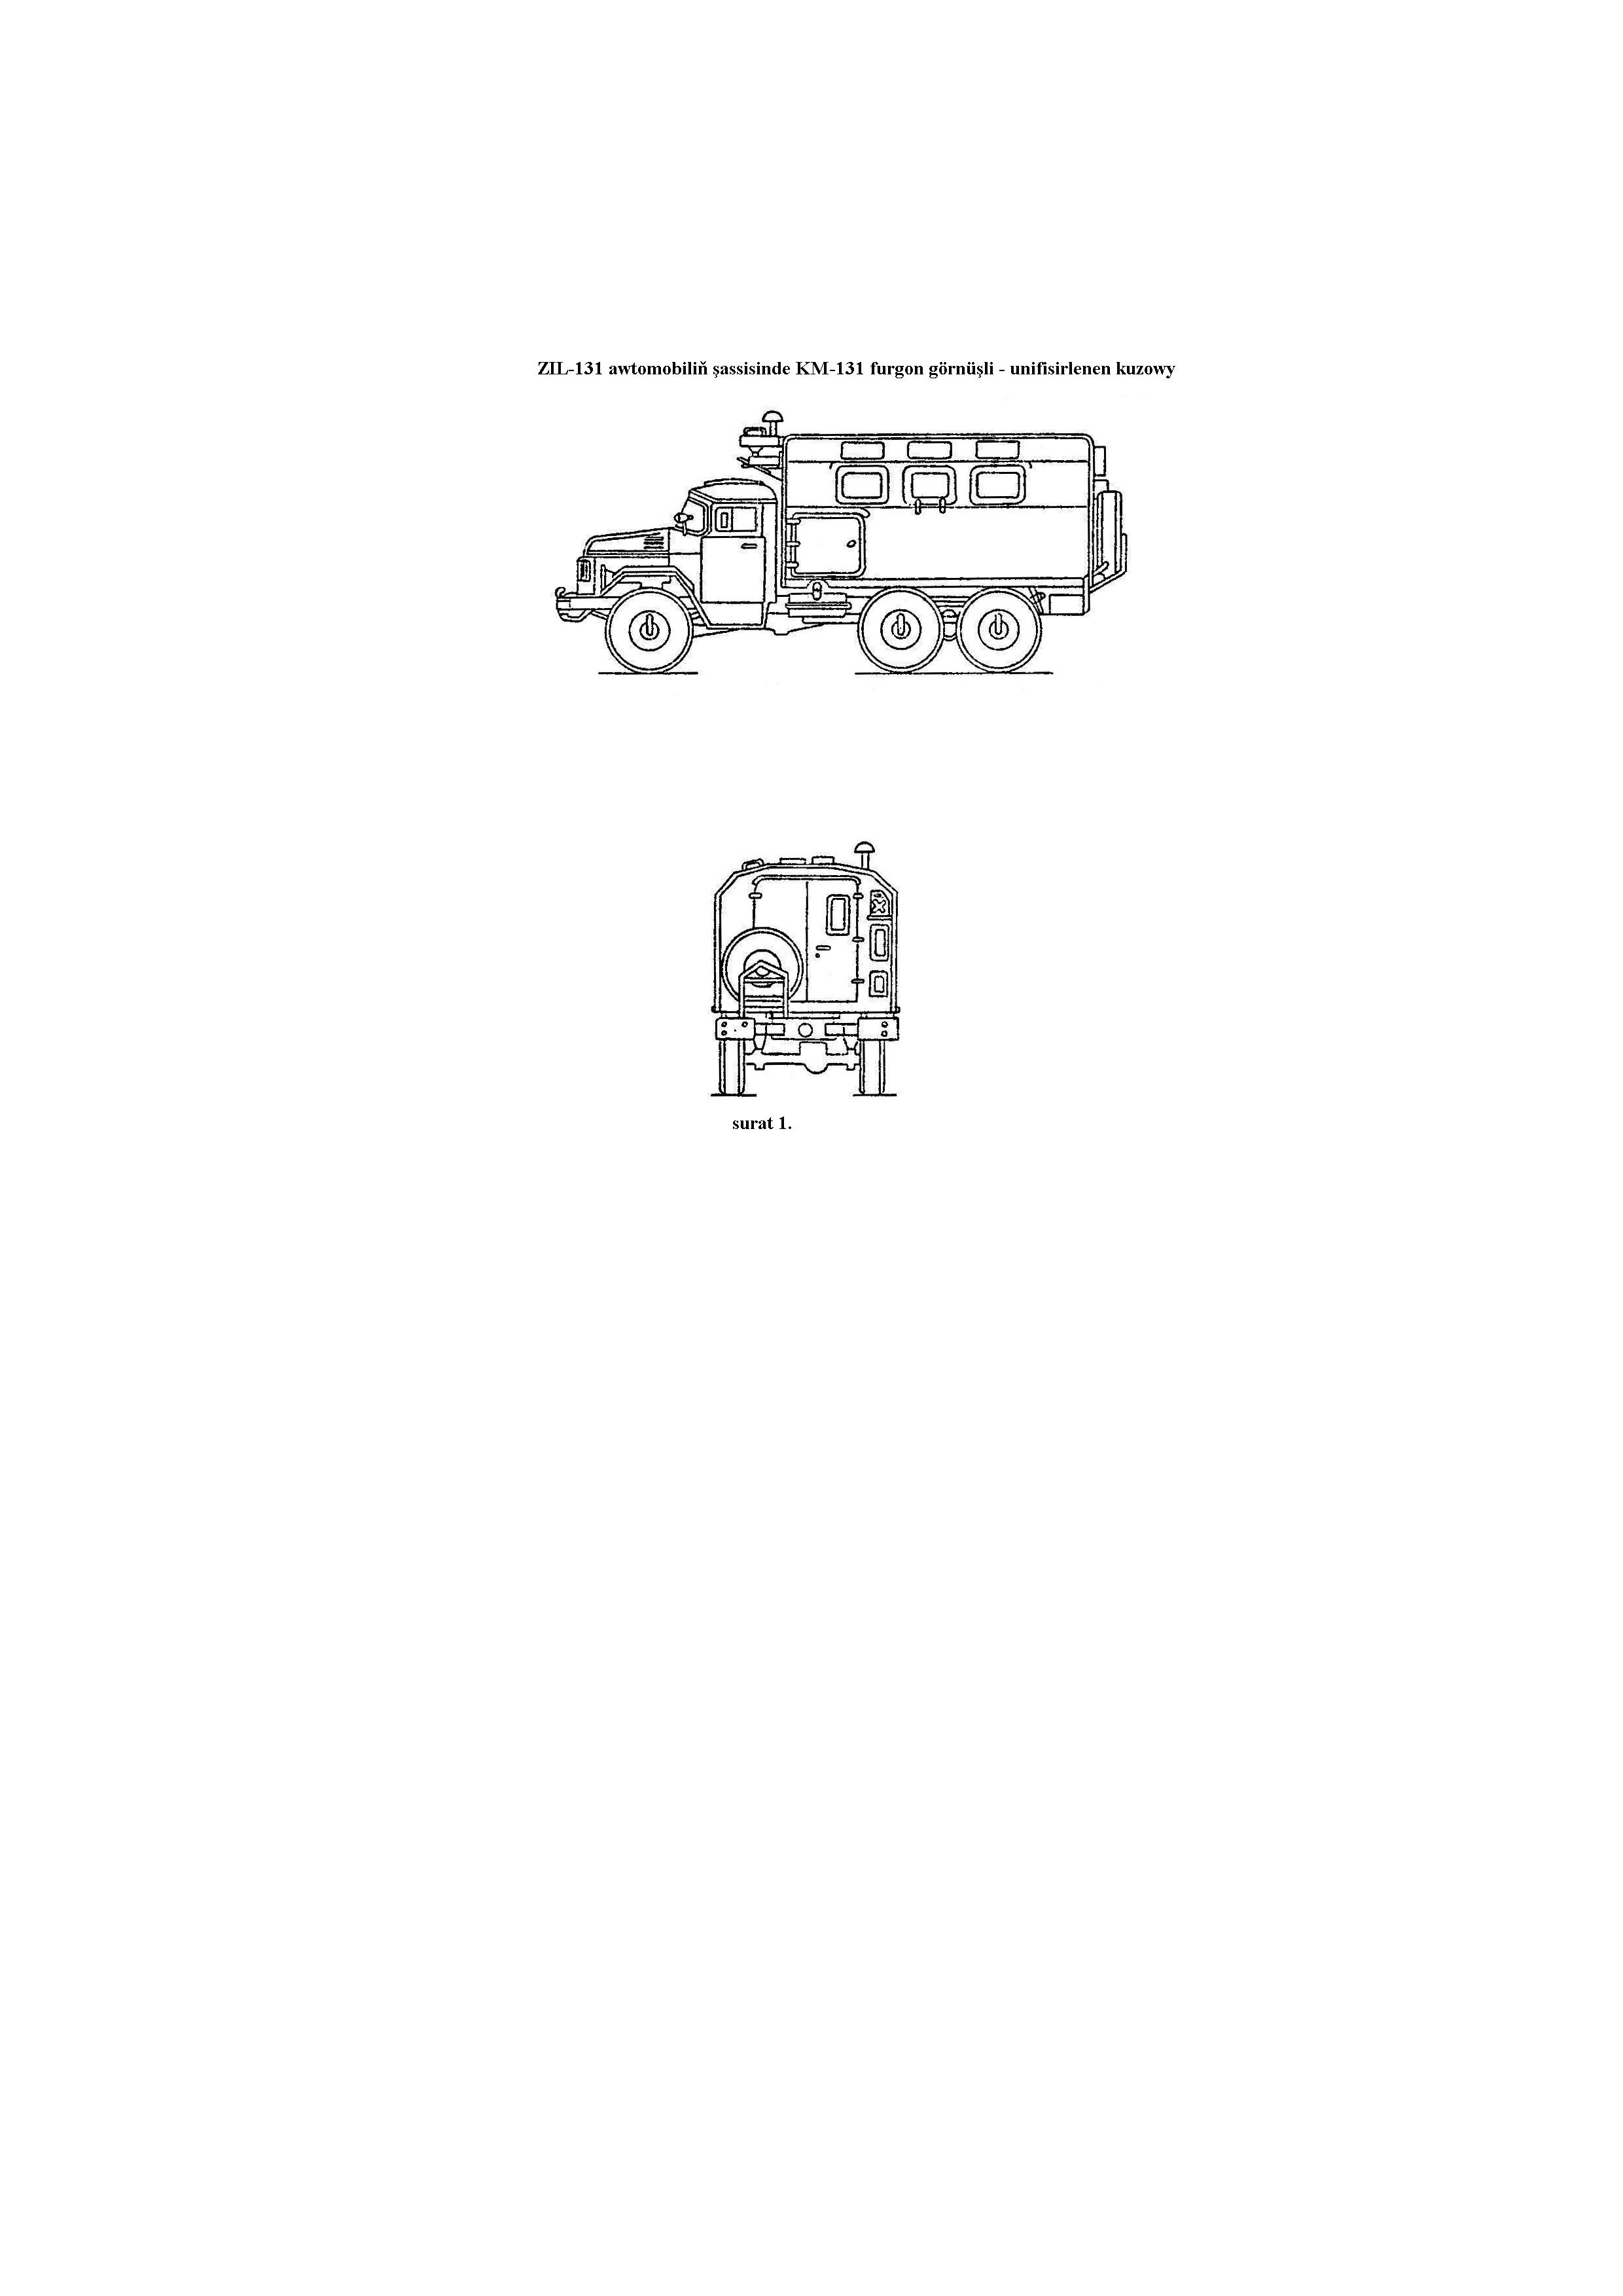 ZIL-131 awtomobiliň şassisinde KM-131 furgon görnüşli - unifisirlenen kuzowy
surat 1.